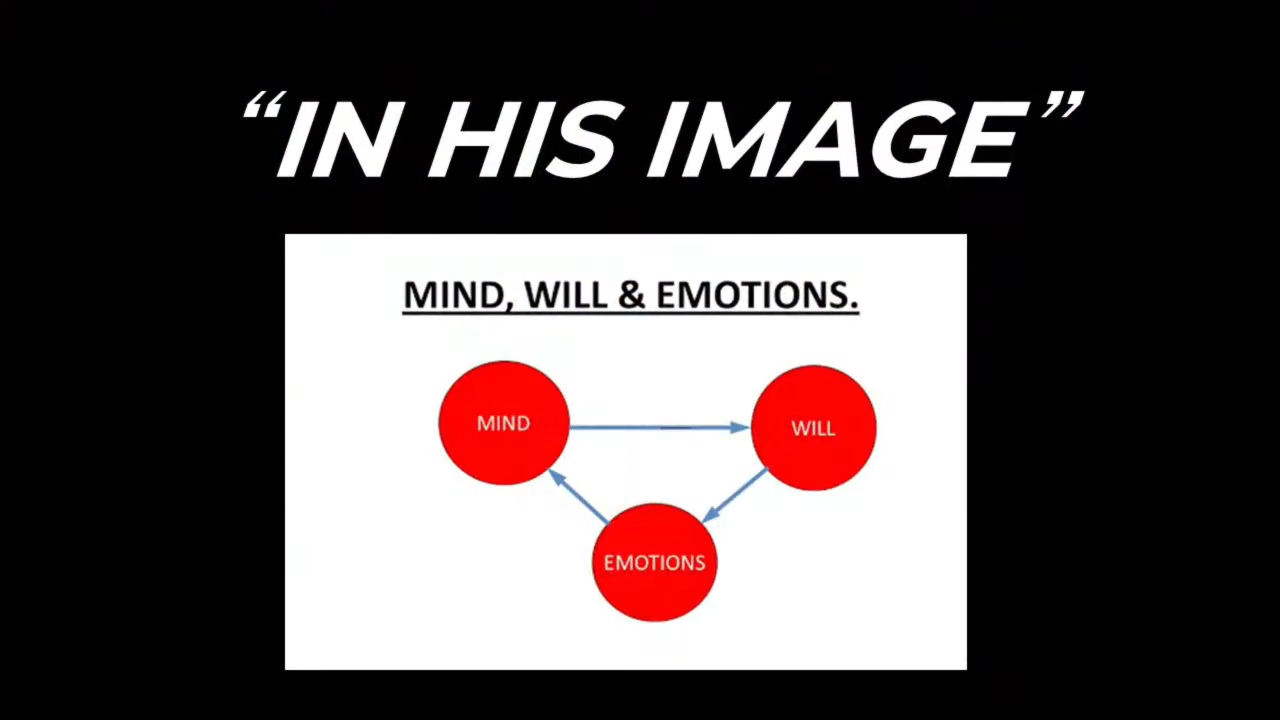 “IN HIS IMAGE”
MIND, WILL & EMOTIONS.
MIND
WILL
EMOTIONS